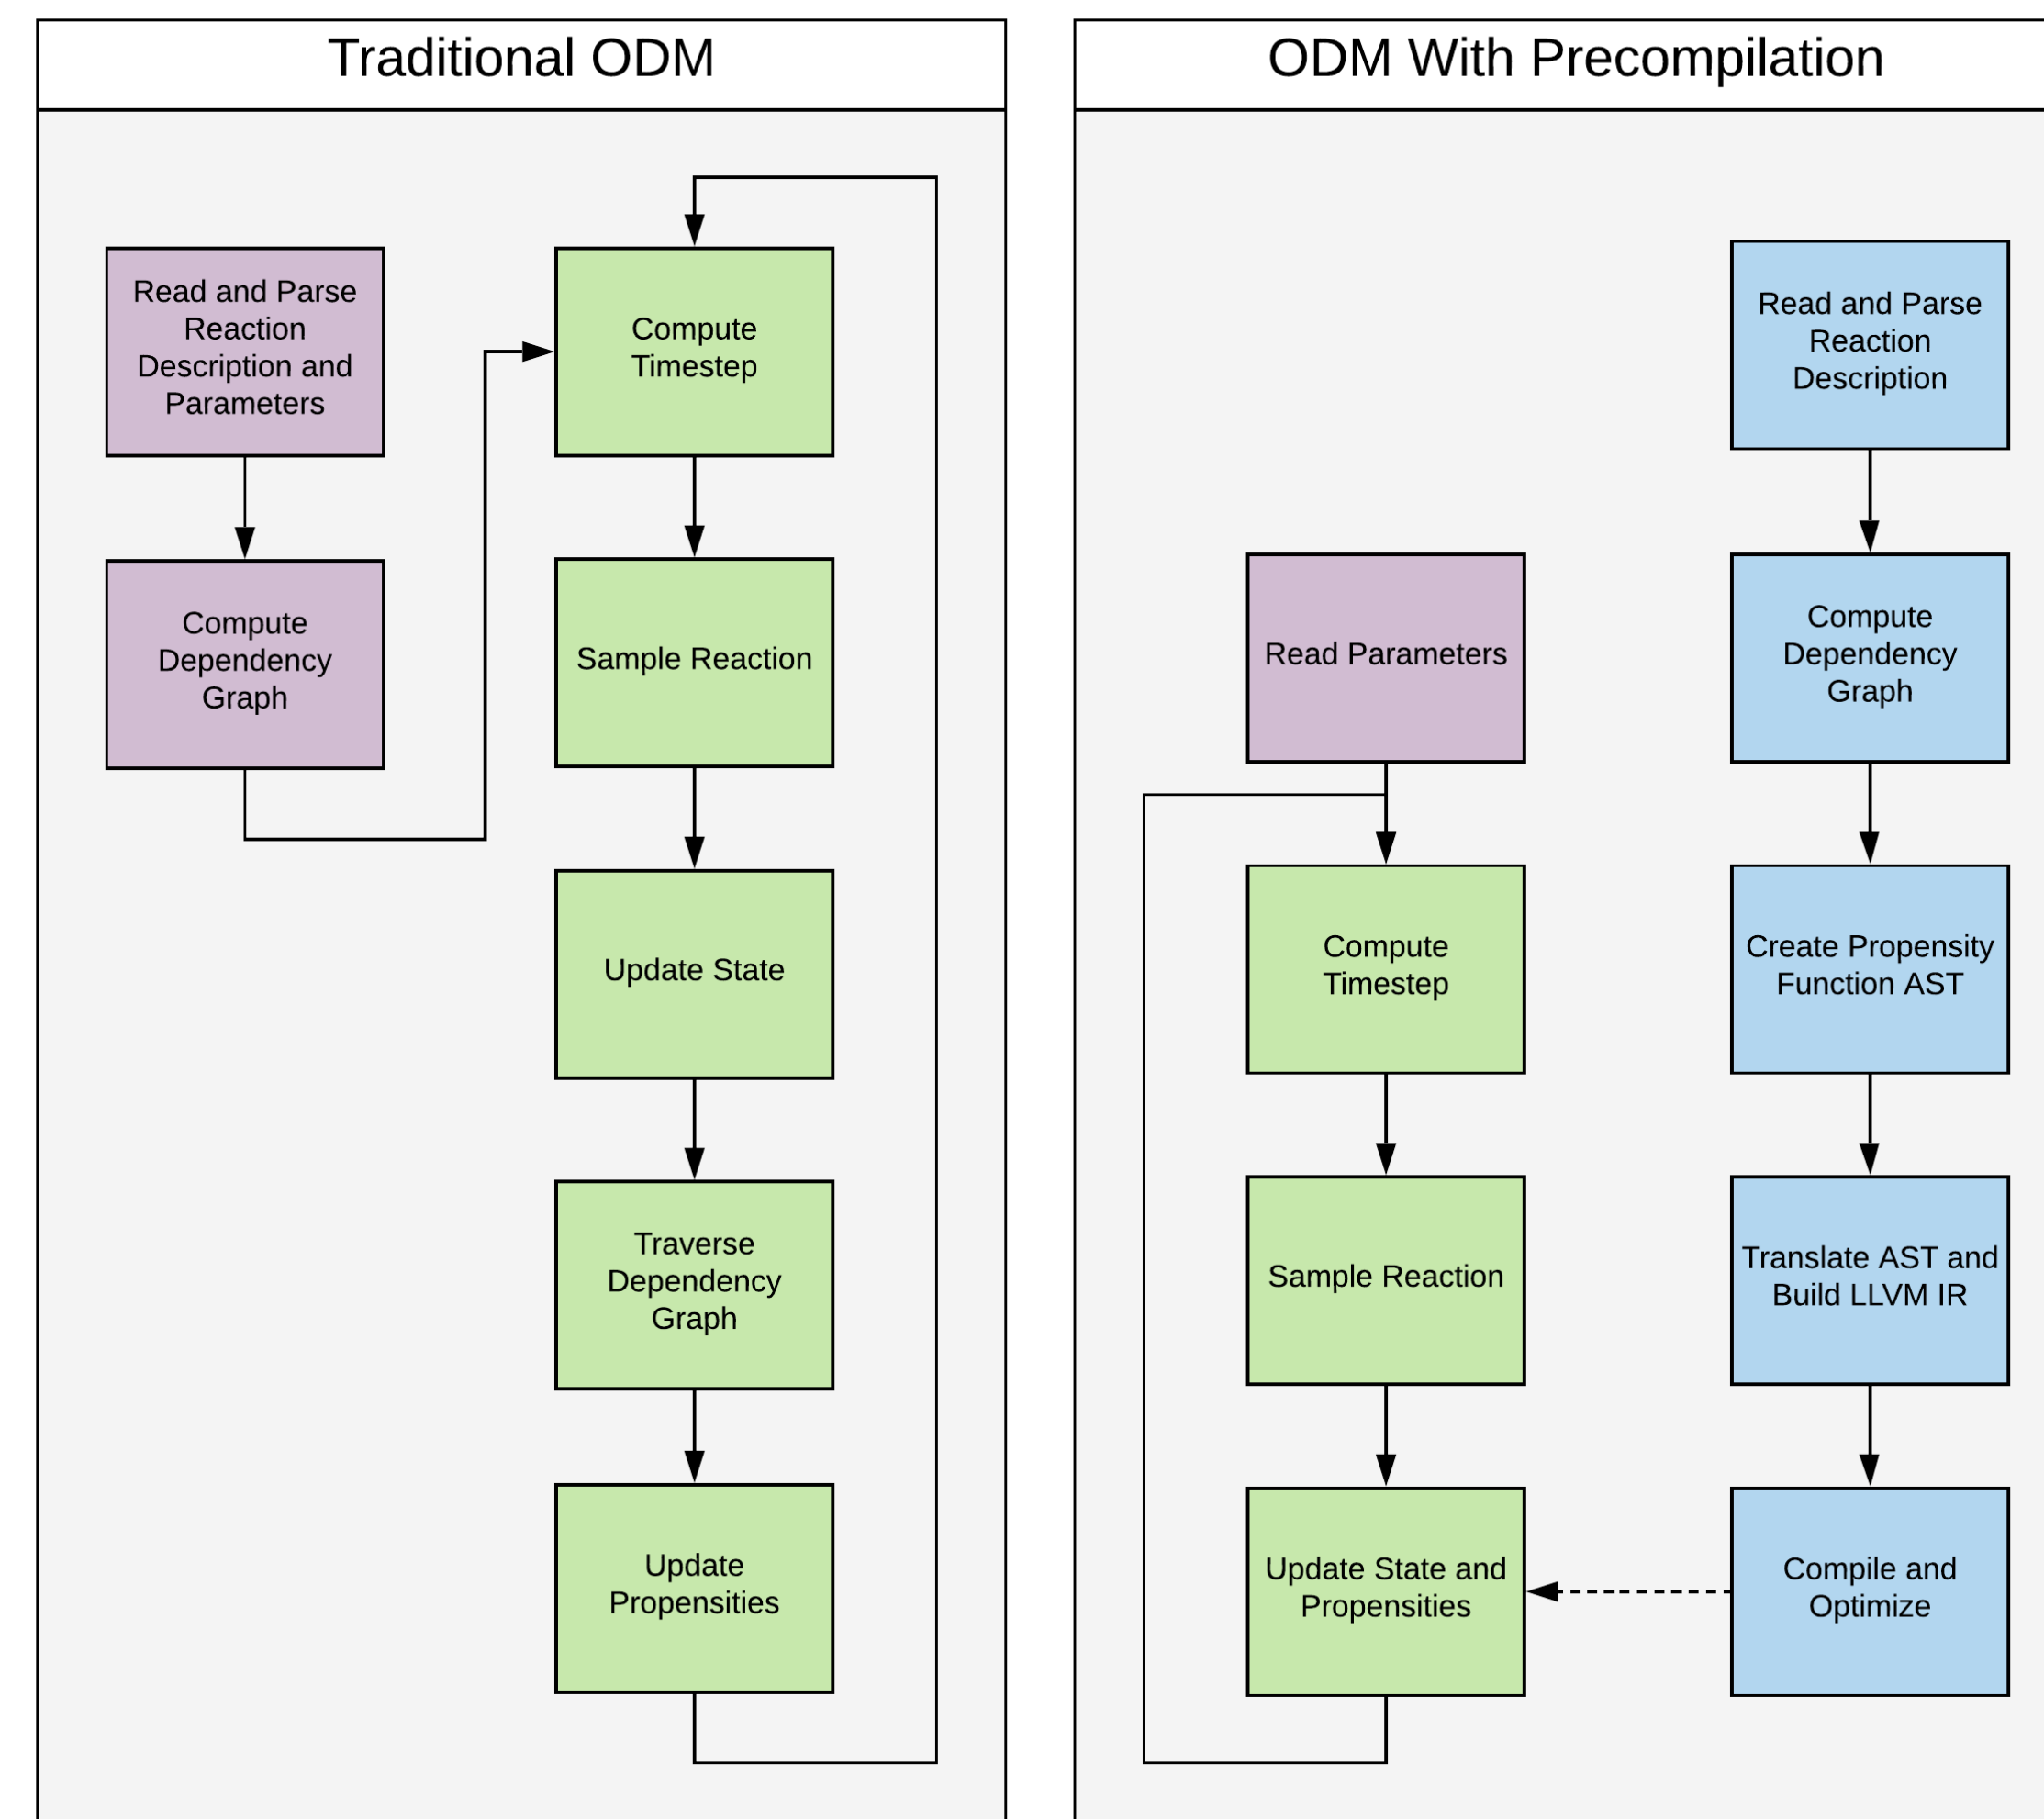 Traditional ODM
Read and Parse
Reaction
Description and
Parameters
Compute
Dependency
Graph
Compute
Timestep
Sample Reaction
Update State
Traverse
Dependency
Graph
Update
Propensities
ODM With Precompilation
Read Parameters
Compute
Timestep
Sample Reaction
Update State and
Propensities
Read and Parse
Reaction
Description
Compute
Dependency
Graph
Create Propensity
Function AST
Translate AST and
Build LLVM IR
Compile and
Optimize